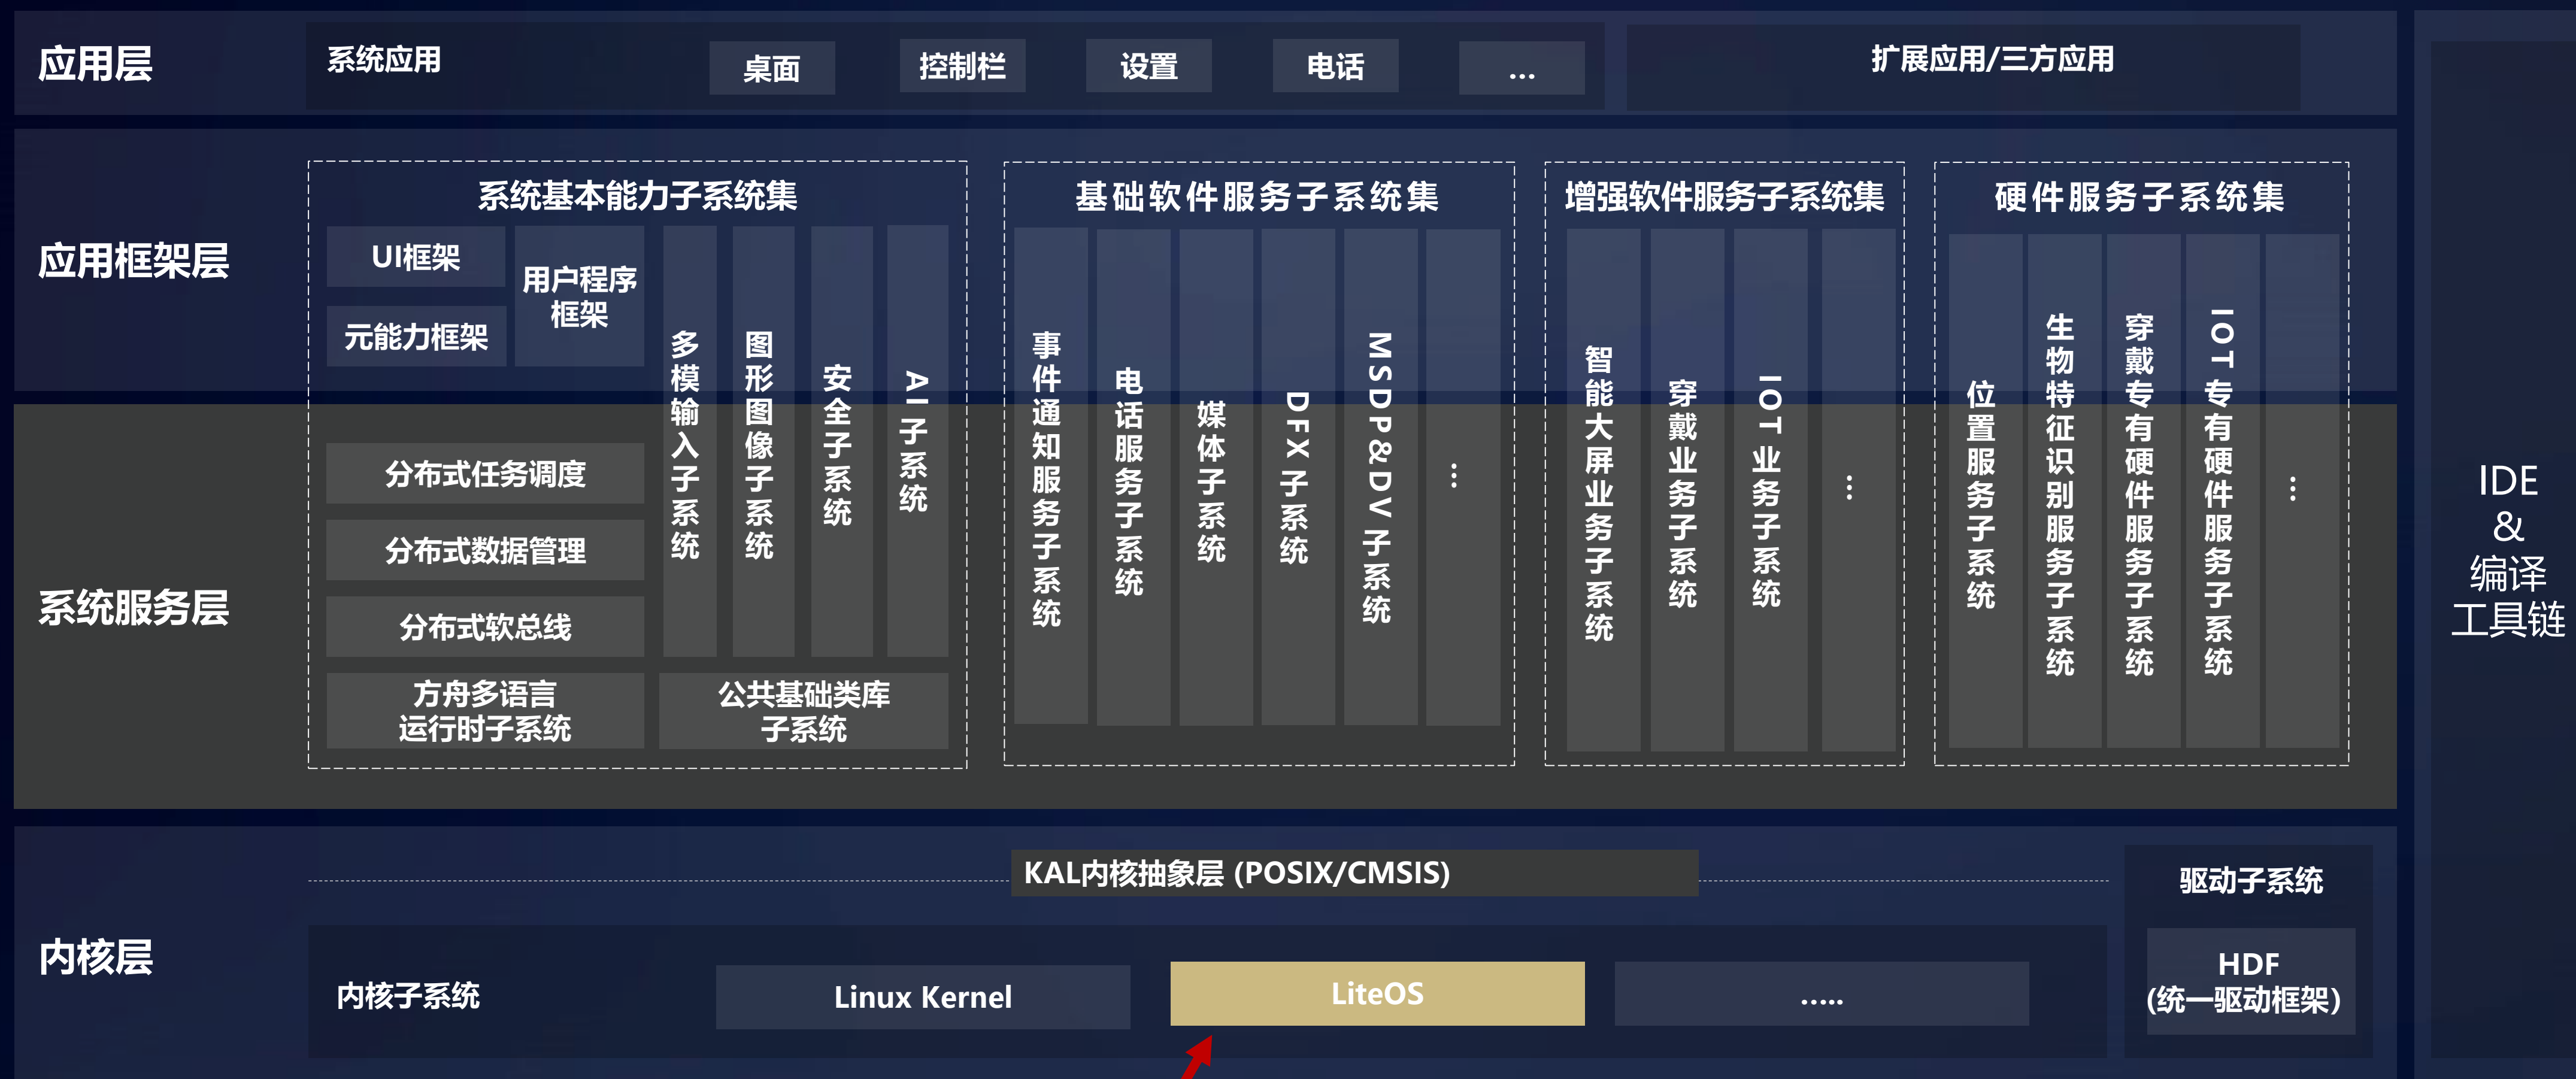 应用层
系统应用
桌面
控制栏
设置
电话
...
扩展应用/三方应用
应用框架层
系统基本能力子系统集
UI框架
元能力框架
用户程序
框架
多模输入子系统
图形图像子系统
安全子系统
AI子系统
基础软件服务子系统集
事件通知服务子系统
电话服务子系统
媒体子系统
DFX子系统
MSDP&DV子系统
...
增强软件服务子系统集
智能大屏业务子系统
穿戴业务子系统
IOT业务子系统
...
硬件服务子系统集
位置服务子系统
生物特征识别服务子系统
穿戴专有硬件服务子系统
IOT专有硬件服务子系统
...
系统服务层
分布式任务调度
分布式数据管理
分布式软总线
方舟多语言
运行时子系统
公共基础类库
子系统
内核层
KAL内核抽象层 (POSIX/CMSIS)
内核子系统
Linux Kernel
LiteOS
.....
驱动子系统
HDF
(统一驱动框架)
IDE
&
编译
工具链